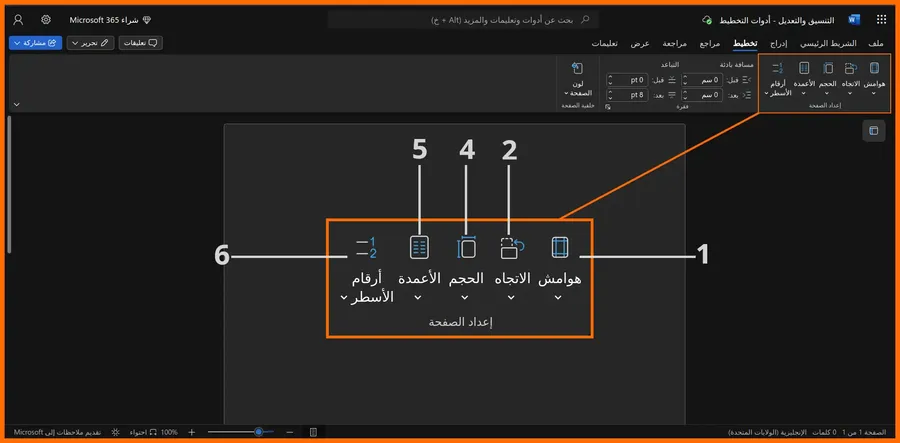 التنسيق والتعديل - أدوات التخطيط
بحث عن أدوات وتعليمات والمزيد (Alt + خ)
شراء Microsoft 365
ملف الشريط الرئيسي إدراج تخطيط مراجع مراجعة عرض تعليمات
تعليقات تحرير مشاركة
هوامش الاتجاه الحجم الأعمدة أرقام الأسطر
إعداد الصفحة
مسافة بادئة التباعد
قبل: 0 سم قبل: 0 pt
بعد: 0 سم بعد: 8 pt
فقرة
لون الصفحة
خلفية الصفحة
1
2
4
5
6
هوامش الاتجاه الحجم الأعمدة أرقام الأسطر
إعداد الصفحة
الصفحة 1 من 1 0 كلمات الإنجليزية (الولايات المتحدة)
100% احتواء تقديم ملاحظات إلى Microsoft